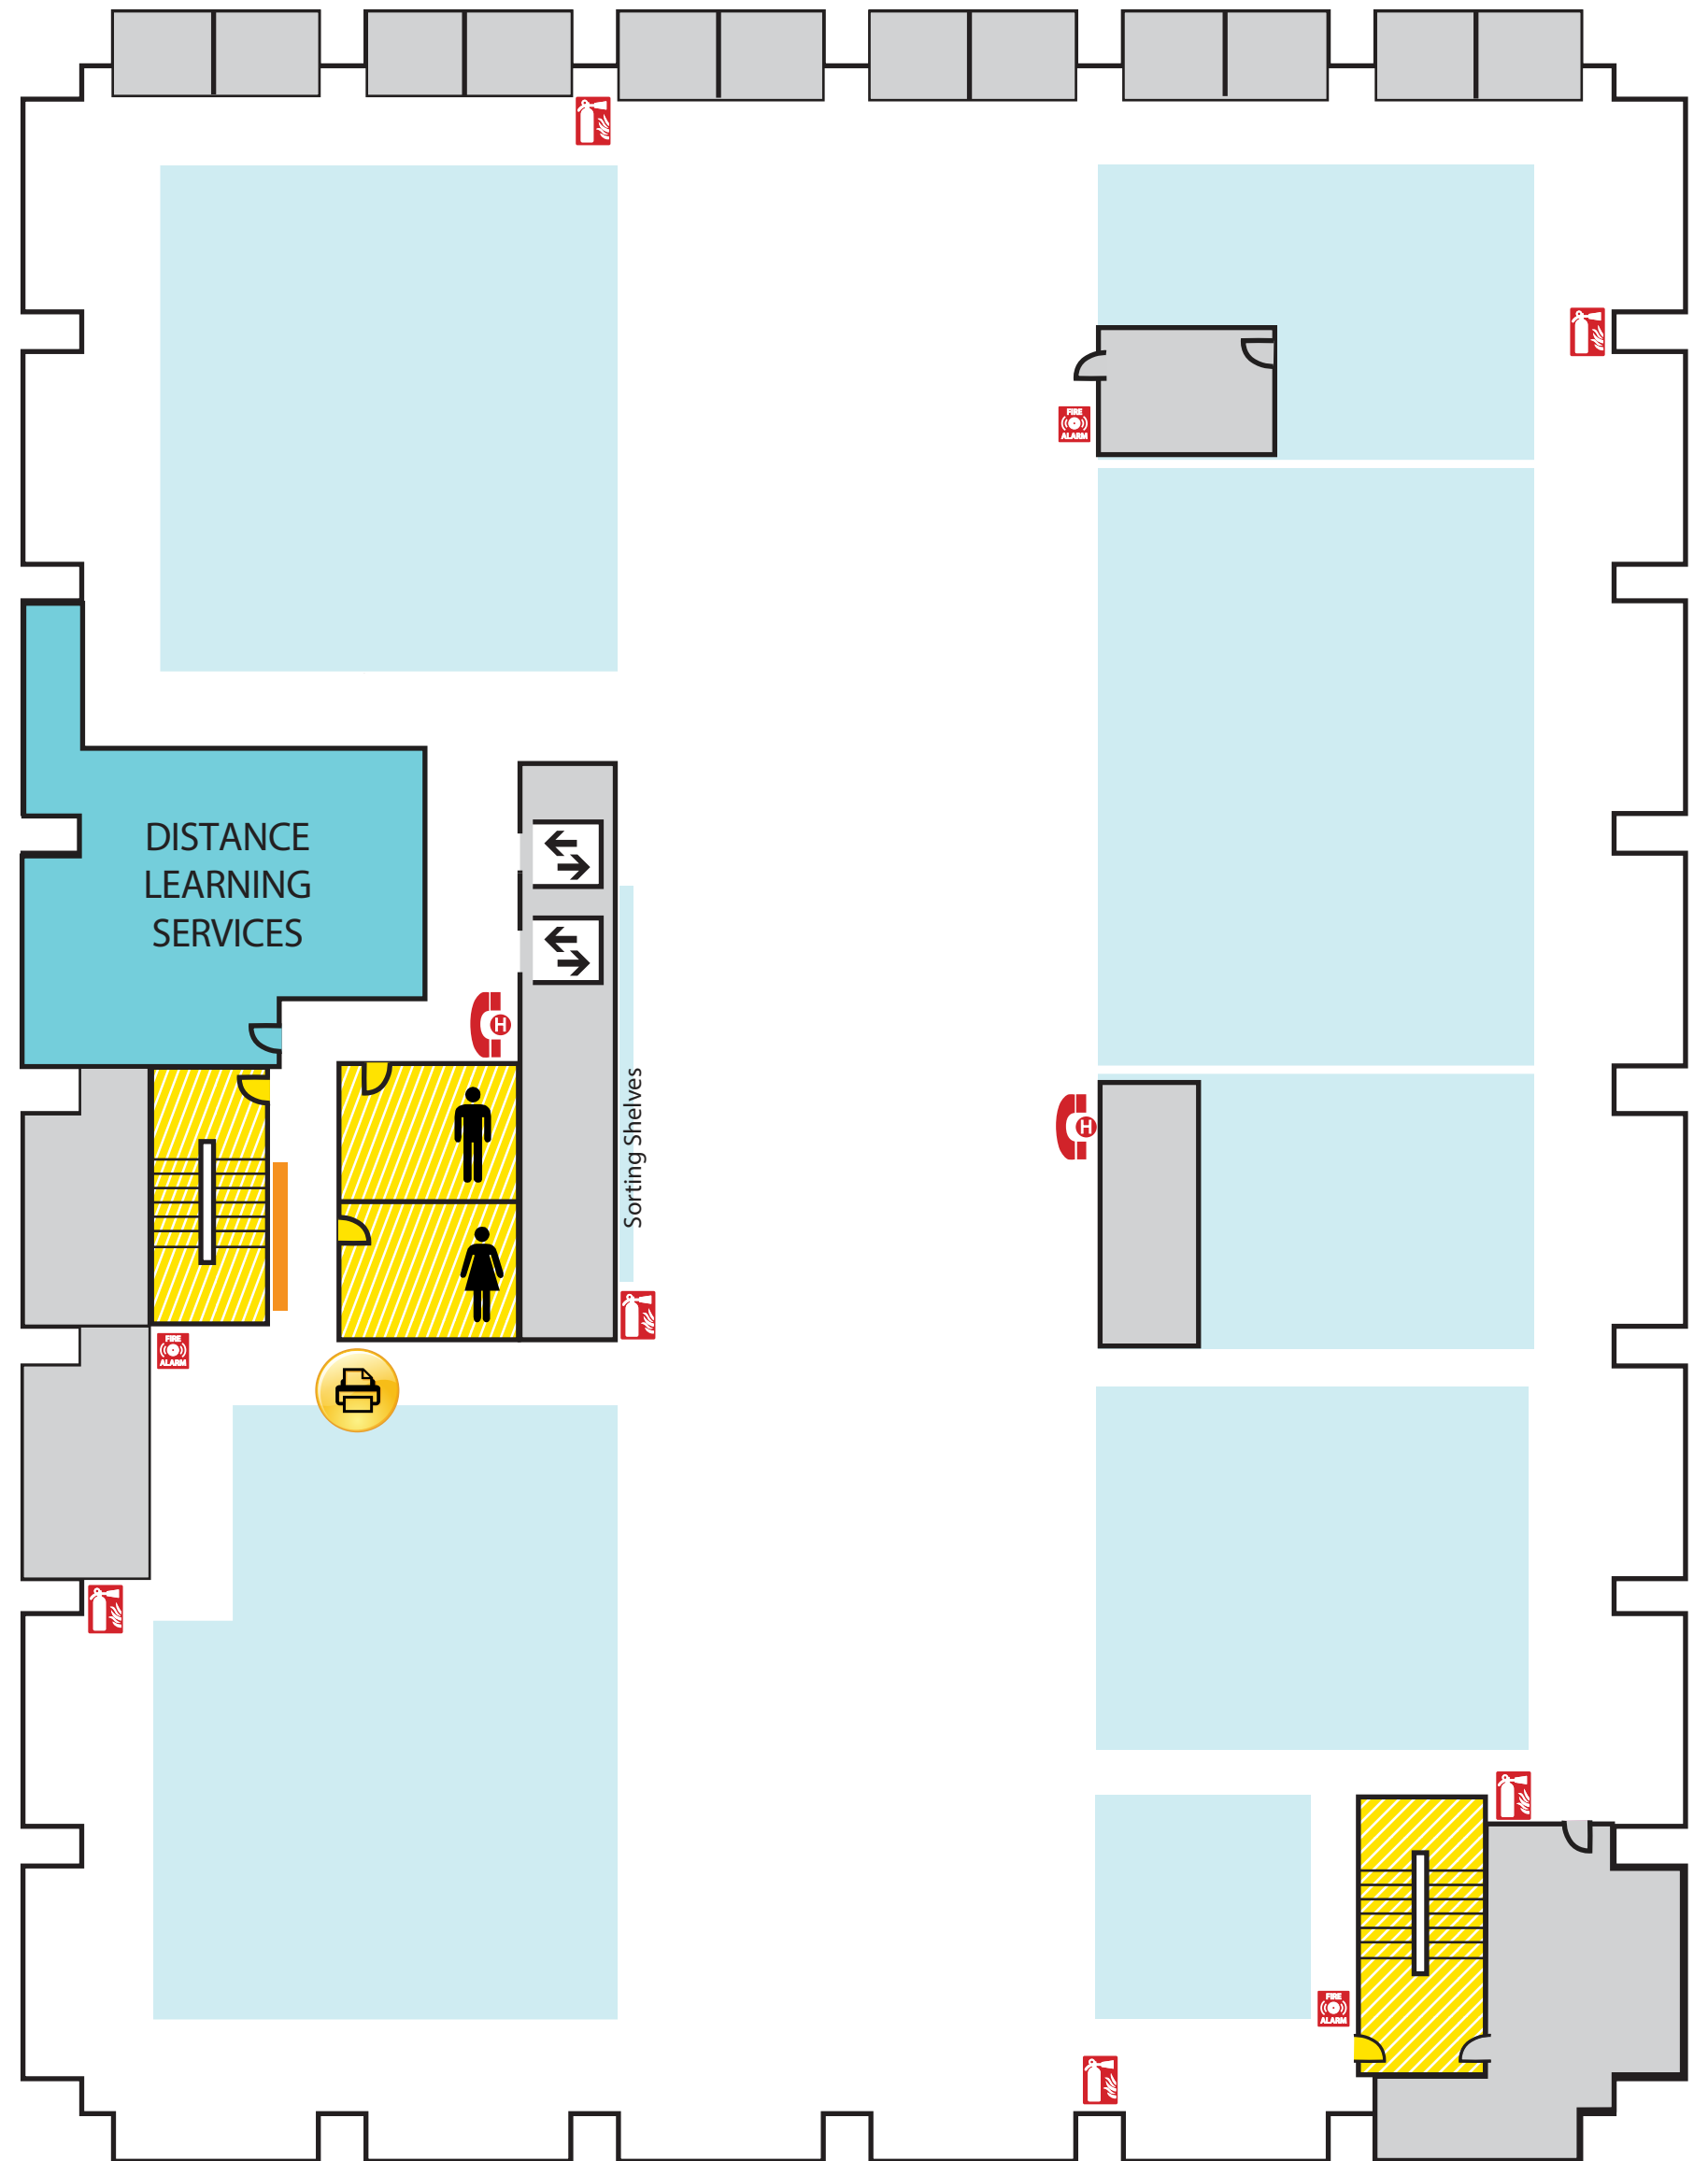 FIRE
ALARM
DISTANCE
LEARNING
SERVICES
H
Sorting Shelves
H
FIRE
ALARM
FIRE
ALARM